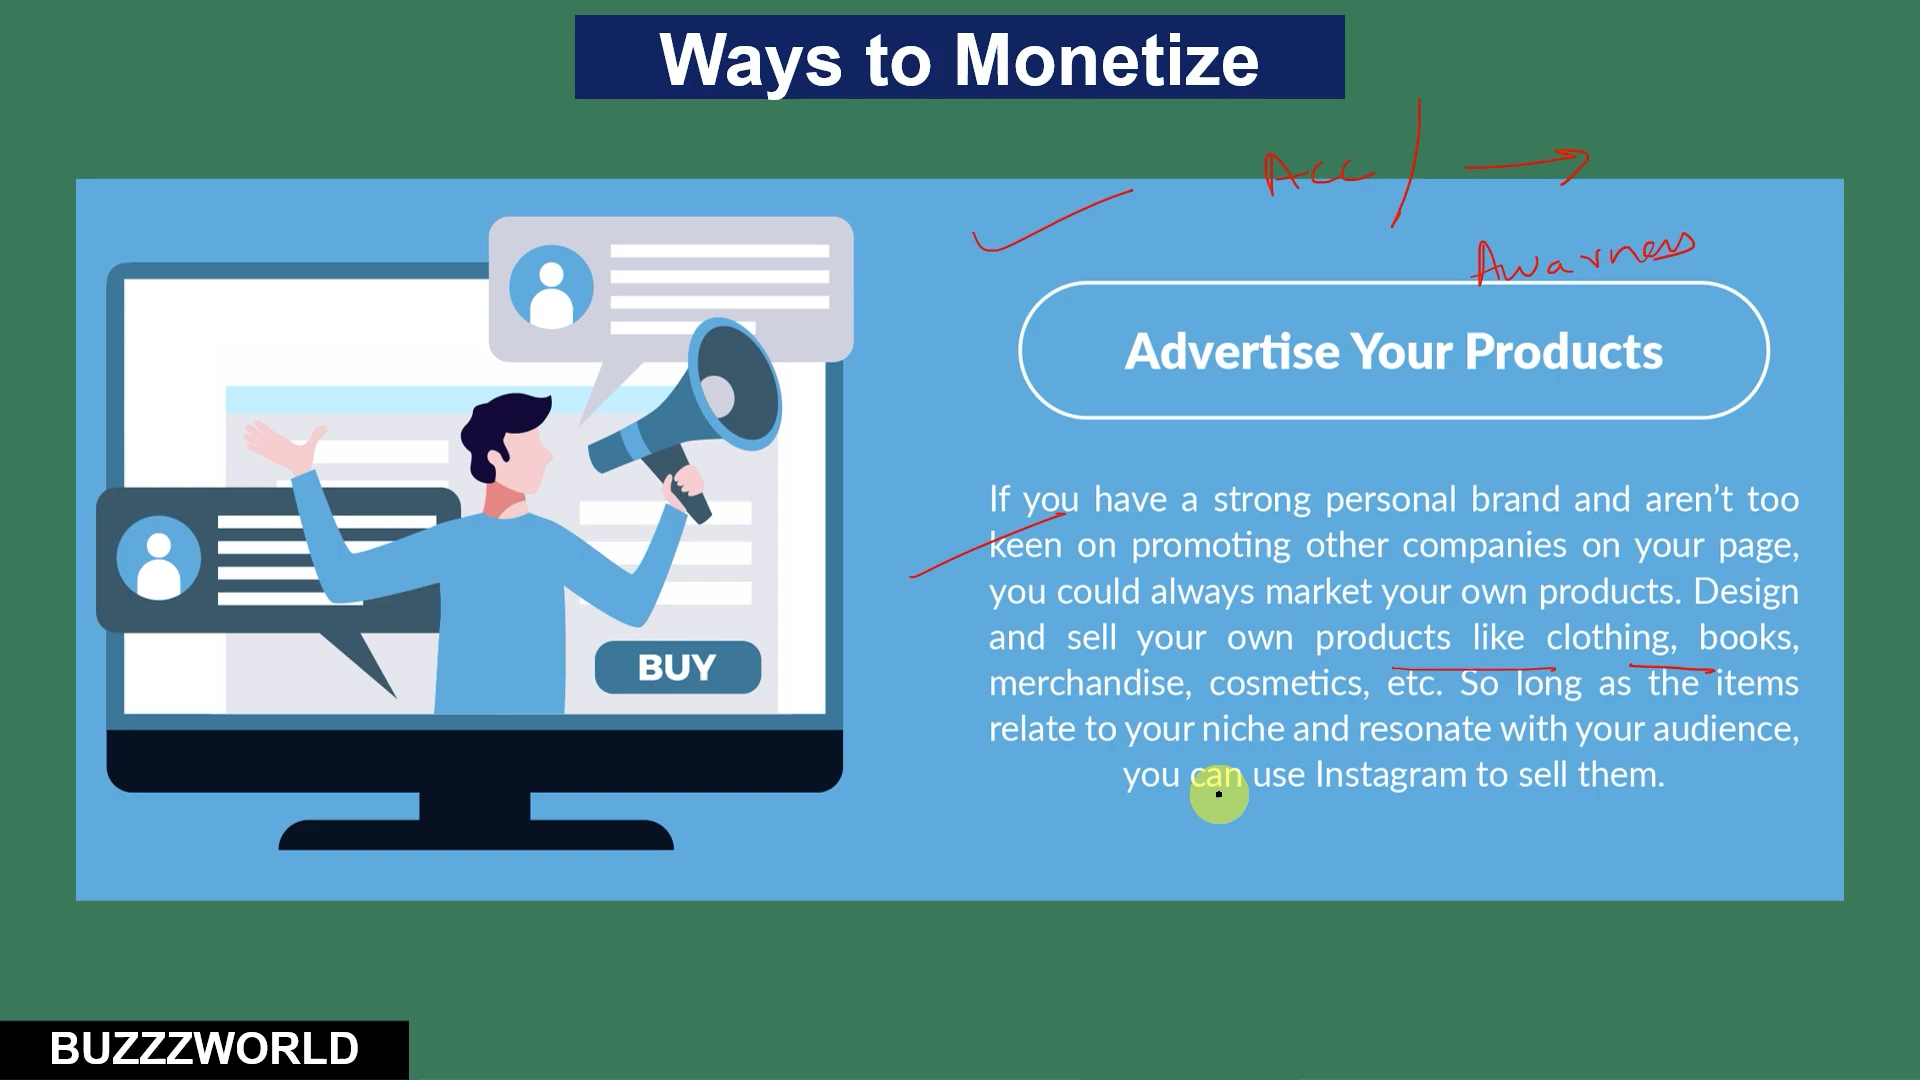 Ways to Monetize
Acc
Awarness
Advertise Your Products
If you have a strong personal brand and aren’t too
keen on promoting other companies on your page,
you could always market your own products. Design
and sell your own products like clothing, books,
merchandise, cosmetics, etc. So long as the items
relate to your niche and resonate with your audience,
you can use Instagram to sell them.
BUY
BUZZZWORLD